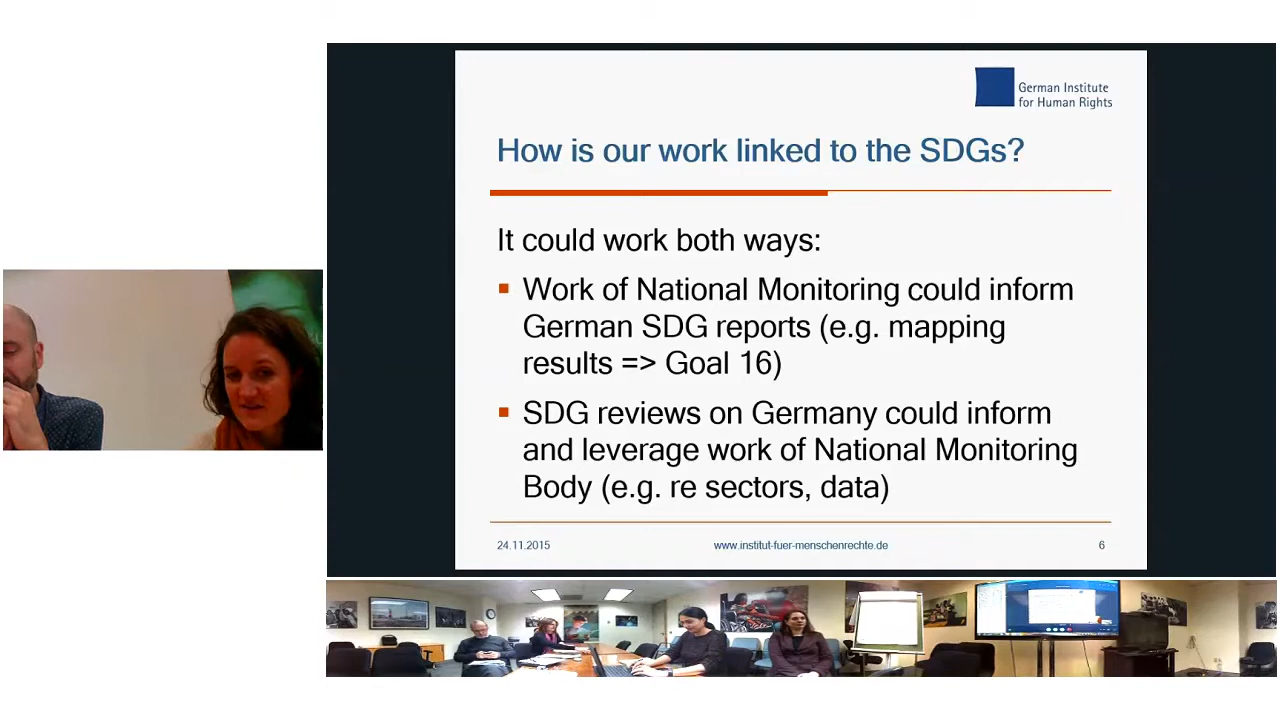 German Institute
for Human Rights
How is our work linked to the SDGs?
It could work both ways:
▪ Work of National Monitoring could inform
German SDG reports (e.g. mapping
results => Goal 16)
▪ SDG reviews on Germany could inform
and leverage work of National Monitoring
Body (e.g. re sectors, data)
24.11.2015 www.institut-fuer-menschenrechte.de 6